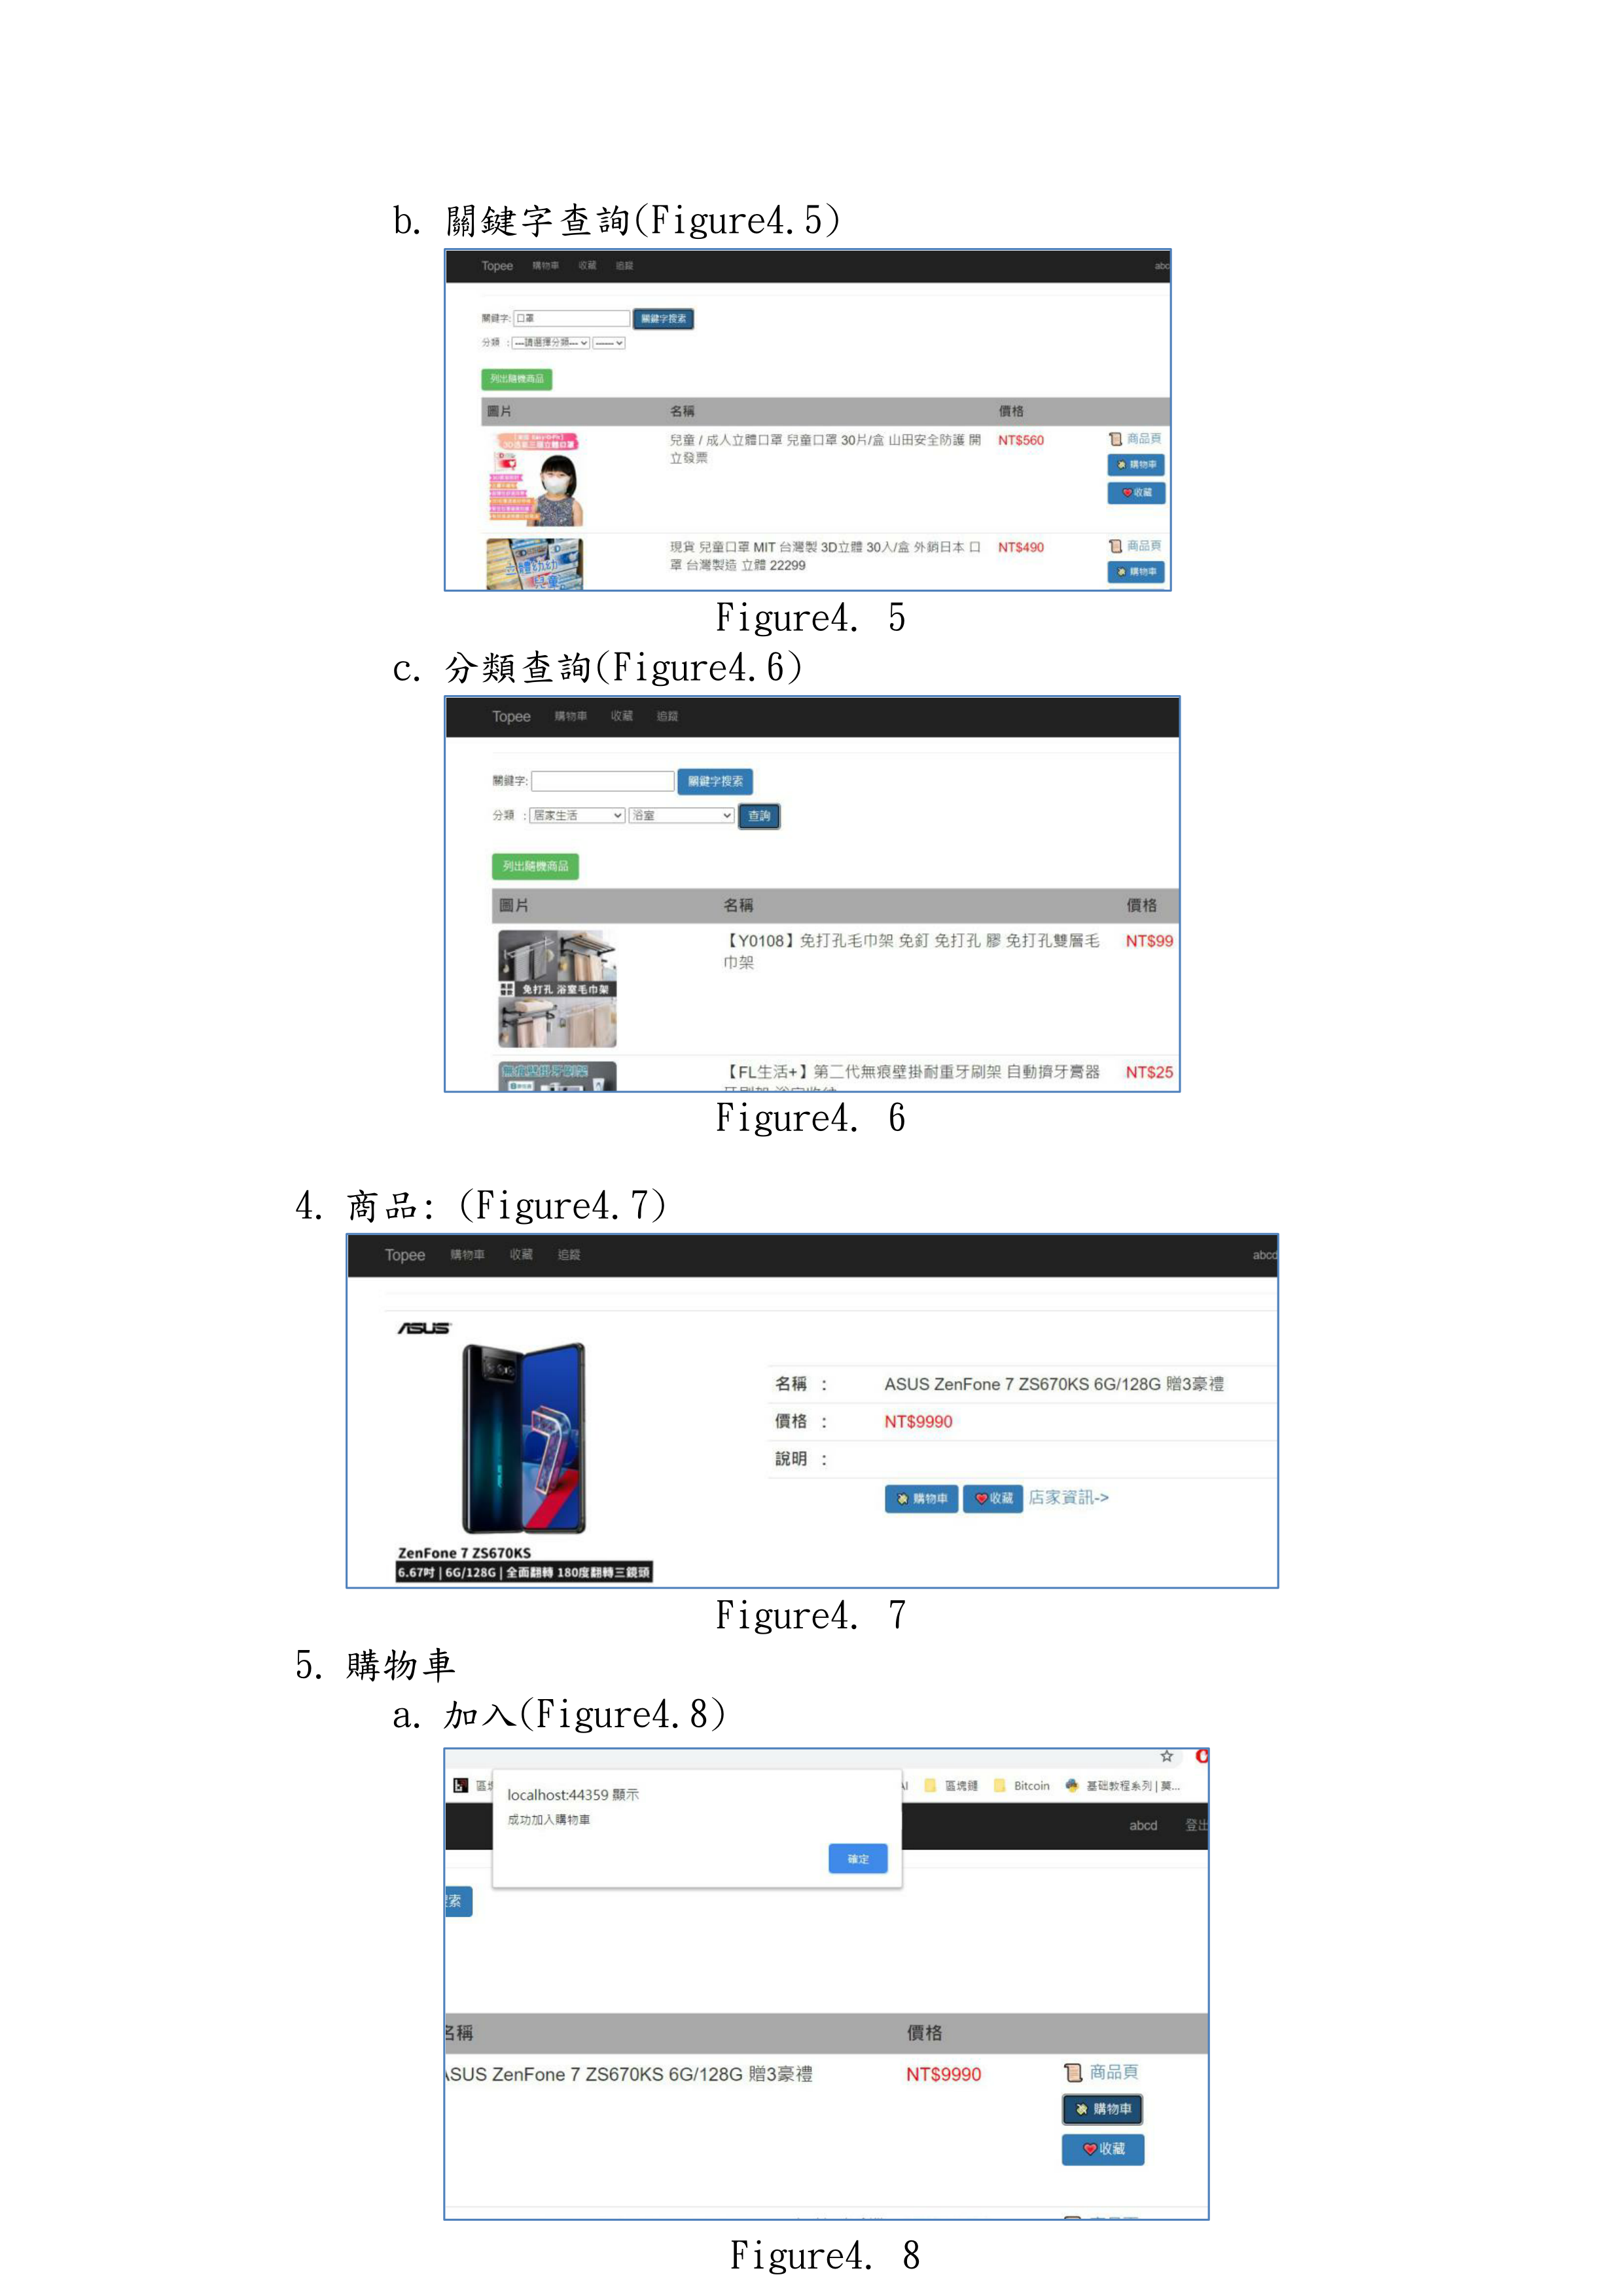 b. 關鍵字查詢(Figure4.5)
Topee 購物車 收藏 追蹤 abc
關鍵字: 口罩 關鍵字搜索
分類 : ---請選擇分類--- ------
列出隨機商品
圖片 名稱 價格
兒童 / 成人立體口罩 兒童口罩 30片/盒 山田安全防護 開 NT$560 商品頁
立發票
購物車
收藏
現貨 兒童口罩 MIT 台灣製 3D立體 30入/盒 外銷日本 口 NT$490 商品頁
罩 台灣製造 立體 22299
購物車
Figure4. 5
c. 分類查詢(Figure4.6)
Topee 購物車 收藏 追蹤
關鍵字: 關鍵字搜索
分類 : 居家生活 浴室 查詢
列出隨機商品
圖片 名稱 價格
【Y0108】免打孔毛巾架 免釘 免打孔 膠 免打孔雙層毛 NT$99
巾架
免打孔 浴室毛巾架
無痕壁掛牙刷架
【FL生活+】第二代無痕壁掛耐重牙刷架 自動擠牙膏器 NT$25
Figure4. 6
4. 商品: (Figure4.7)
Topee 購物車 收藏 追蹤 abcd
ASUS
名稱 : ASUS ZenFone 7 ZS670KS 6G/128G 贈3豪禮
價格 : NT$9990
說明 :
購物車 收藏 店家資訊->
ZenFone 7 ZS670KS
6.67吋 | 6G/128G | 全面翻轉 180度翻轉三鏡頭
Figure4. 7
5. 購物車
a. 加入(Figure4.8)
區塊鏈 Bitcoin 基础教程系列 | 莫...
localhost:44359 顯示
成功加入購物車
確定
abcd 登出
索
名稱 價格
ASUS ZenFone 7 ZS670KS 6G/128G 贈3豪禮 NT$9990 商品頁
購物車
收藏
Figure4. 8